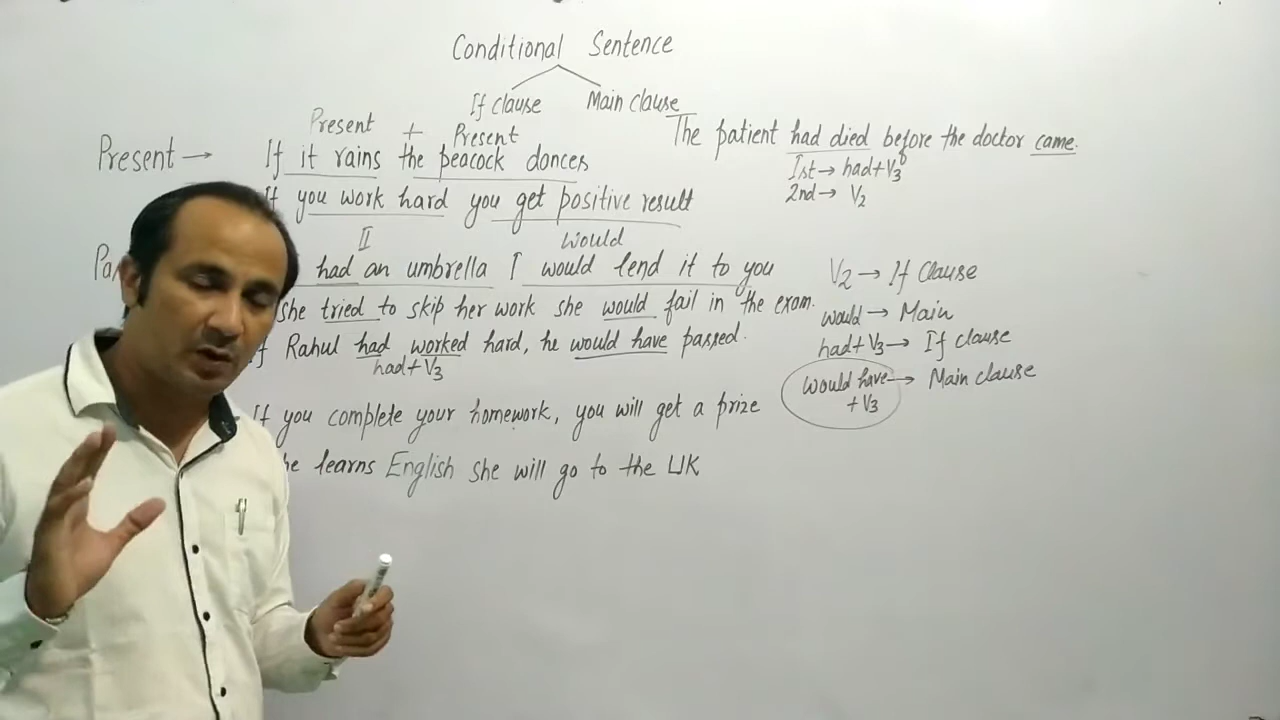 Conditional Sentence
If clause Main clause
Present + Present
The patient had died before the doctor came.
Present → If it rains the peacock dances
Ist → had+V3
2nd → V2
If you work hard you get positive result
II would
had an umbrella I would lend it to you
V2 → If Clause
she tried to skip her work she would fail in the exam.
would → Main
If Rahul had worked hard, he would have passed.
had+V3 → If clause
had+V3
would have + V3 → Main clause
If you complete your homework, you will get a prize
learns English she will go to the UK